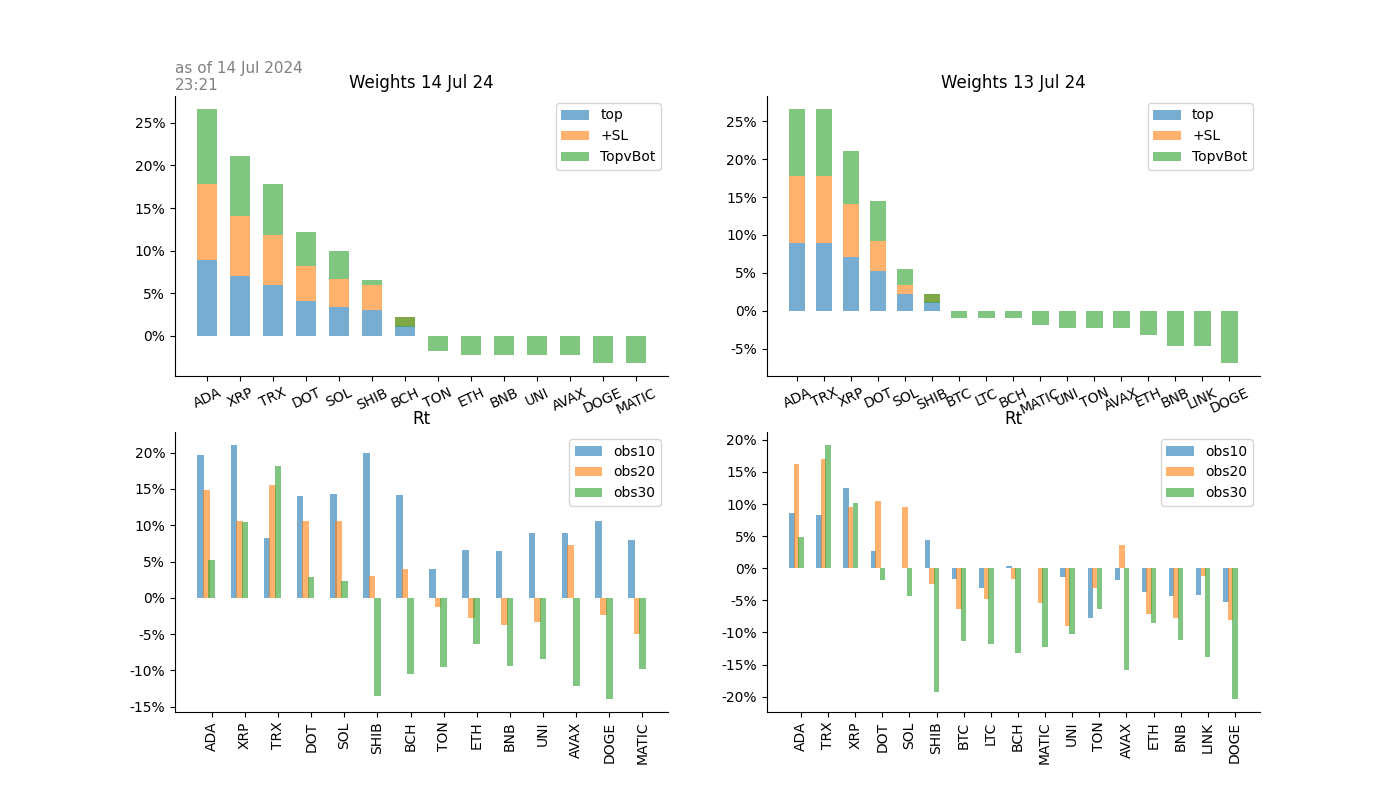 as of 14 Jul 2024
23:21
Weights 14 Jul 24
25%
20%
15%
10%
5%
0%
top
+SL
TopvBot
ADA XRP TRX DOT SOL SHIB BCH TON ETH BNB UNI AVAX DOGE MATIC
Weights 13 Jul 24
25%
20%
15%
10%
5%
0%
-5%
top
+SL
TopvBot
ADA TRX XRP DOT SOL SHIB BTC LTC BCH MATIC UNI TON AVAX ETH BNB LINK DOGE
Rt
20%
15%
10%
5%
0%
-5%
-10%
-15%
obs10
obs20
obs30
ADA XRP TRX DOT SOL SHIB BCH TON ETH BNB UNI AVAX DOGE MATIC
Rt
20%
15%
10%
5%
0%
-5%
-10%
-15%
-20%
obs10
obs20
obs30
ADA TRX XRP DOT SOL SHIB BTC LTC BCH MATIC UNI TON AVAX ETH BNB LINK DOGE